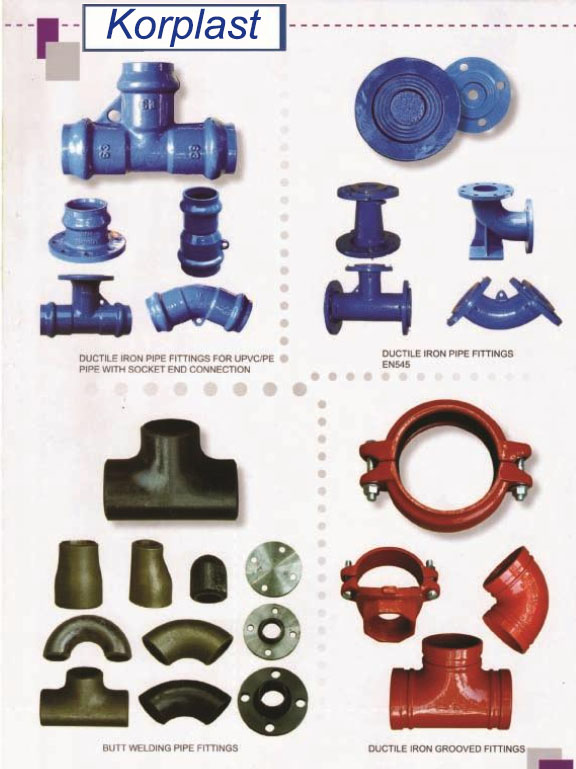 Korplast
DUCTILE IRON PIPE FITTINGS FOR UPVC/PE
PIPE WITH SOCKET END CONNECTION
DUCTILE IRON PIPE FITTINGS
EN545
BUTT WELDING PIPE FITTINGS
DUCTILE IRON GROOVED FITTINGS